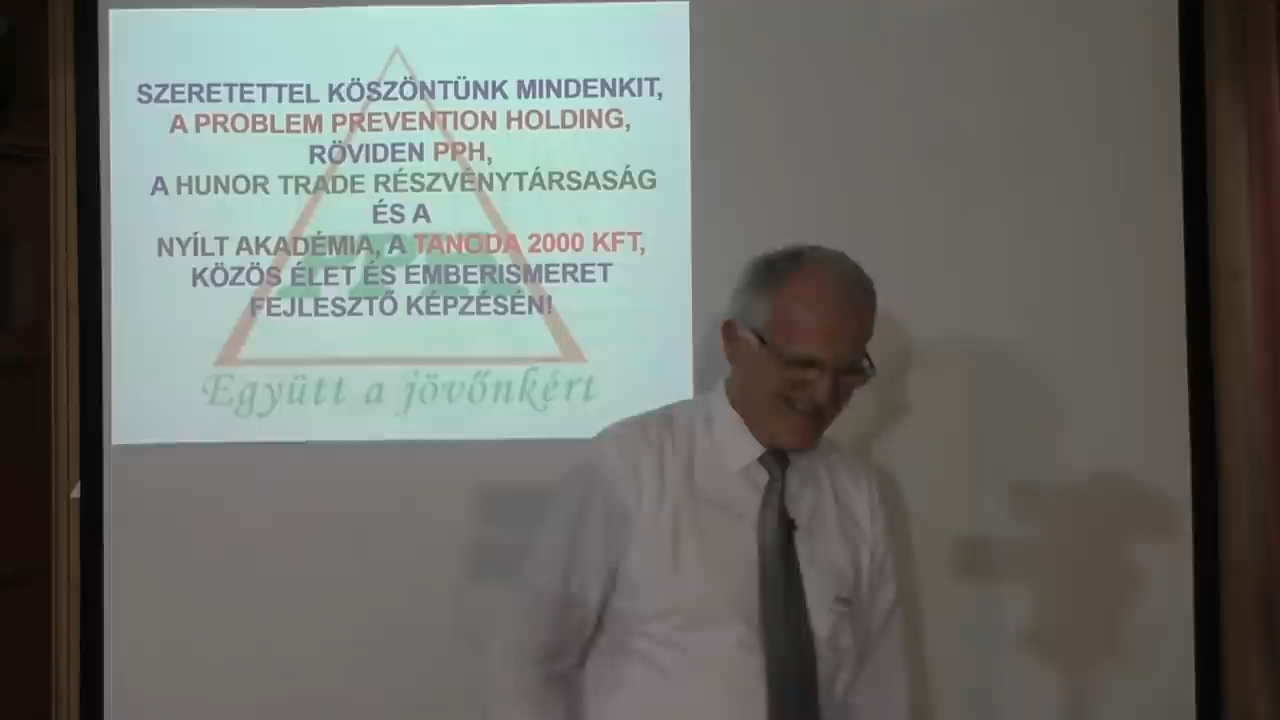 SZERETETTEL KÖSZÖNTÜNK MINDENKIT,
A PROBLEM PREVENTION HOLDING,
RÖVIDEN PPH,
A HUNOR TRADE RÉSZVÉNYTÁRSASÁG
ÉS A
NYÍLT AKADÉMIA, A TANODA 2000 KFT,
KÖZÖS ÉLET ÉS EMBERISMERET
FEJLESZTŐ KÉPZÉSÉN!
Együtt a jövőnkért